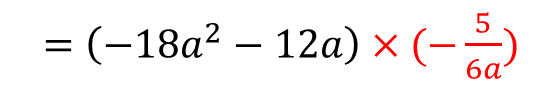 = (−18a² − 12a) × (− 5/6a)